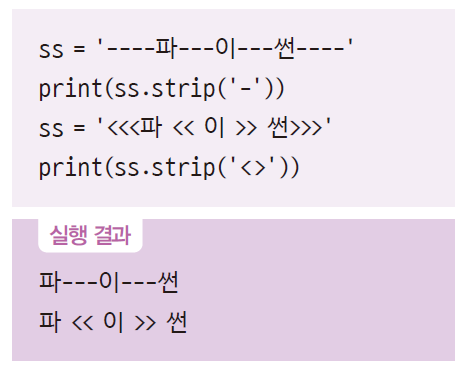 ss = '----파---이---썬----'
print(ss.strip('-'))
ss = '<<<파 << 이 >> 썬>>>'
print(ss.strip('<>'))
실행 결과
파---이---썬
파 << 이 >> 썬